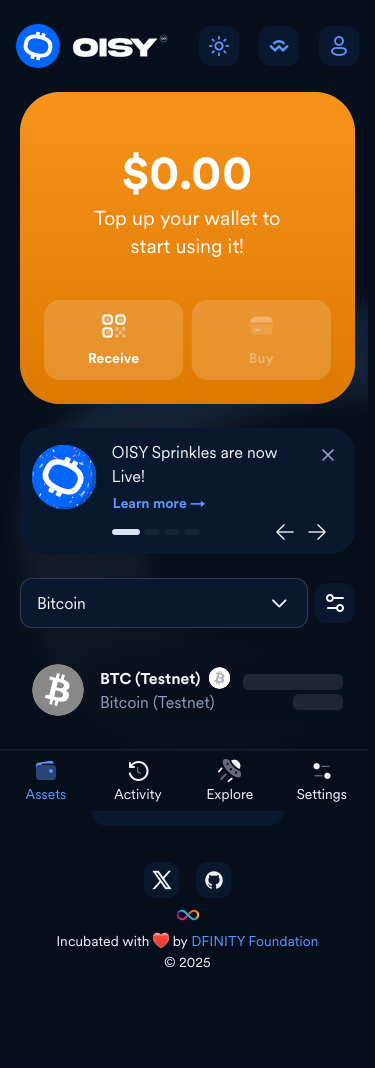 OISY
$0.00
Top up your wallet to
start using it!
Receive
Buy
OISY Sprinkles are now
Live!
Learn more →
Bitcoin
BTC (Testnet)
Bitcoin (Testnet)
Assets
Activity
Explore
Settings
Incubated with ❤️ by DFINITY Foundation
© 2025